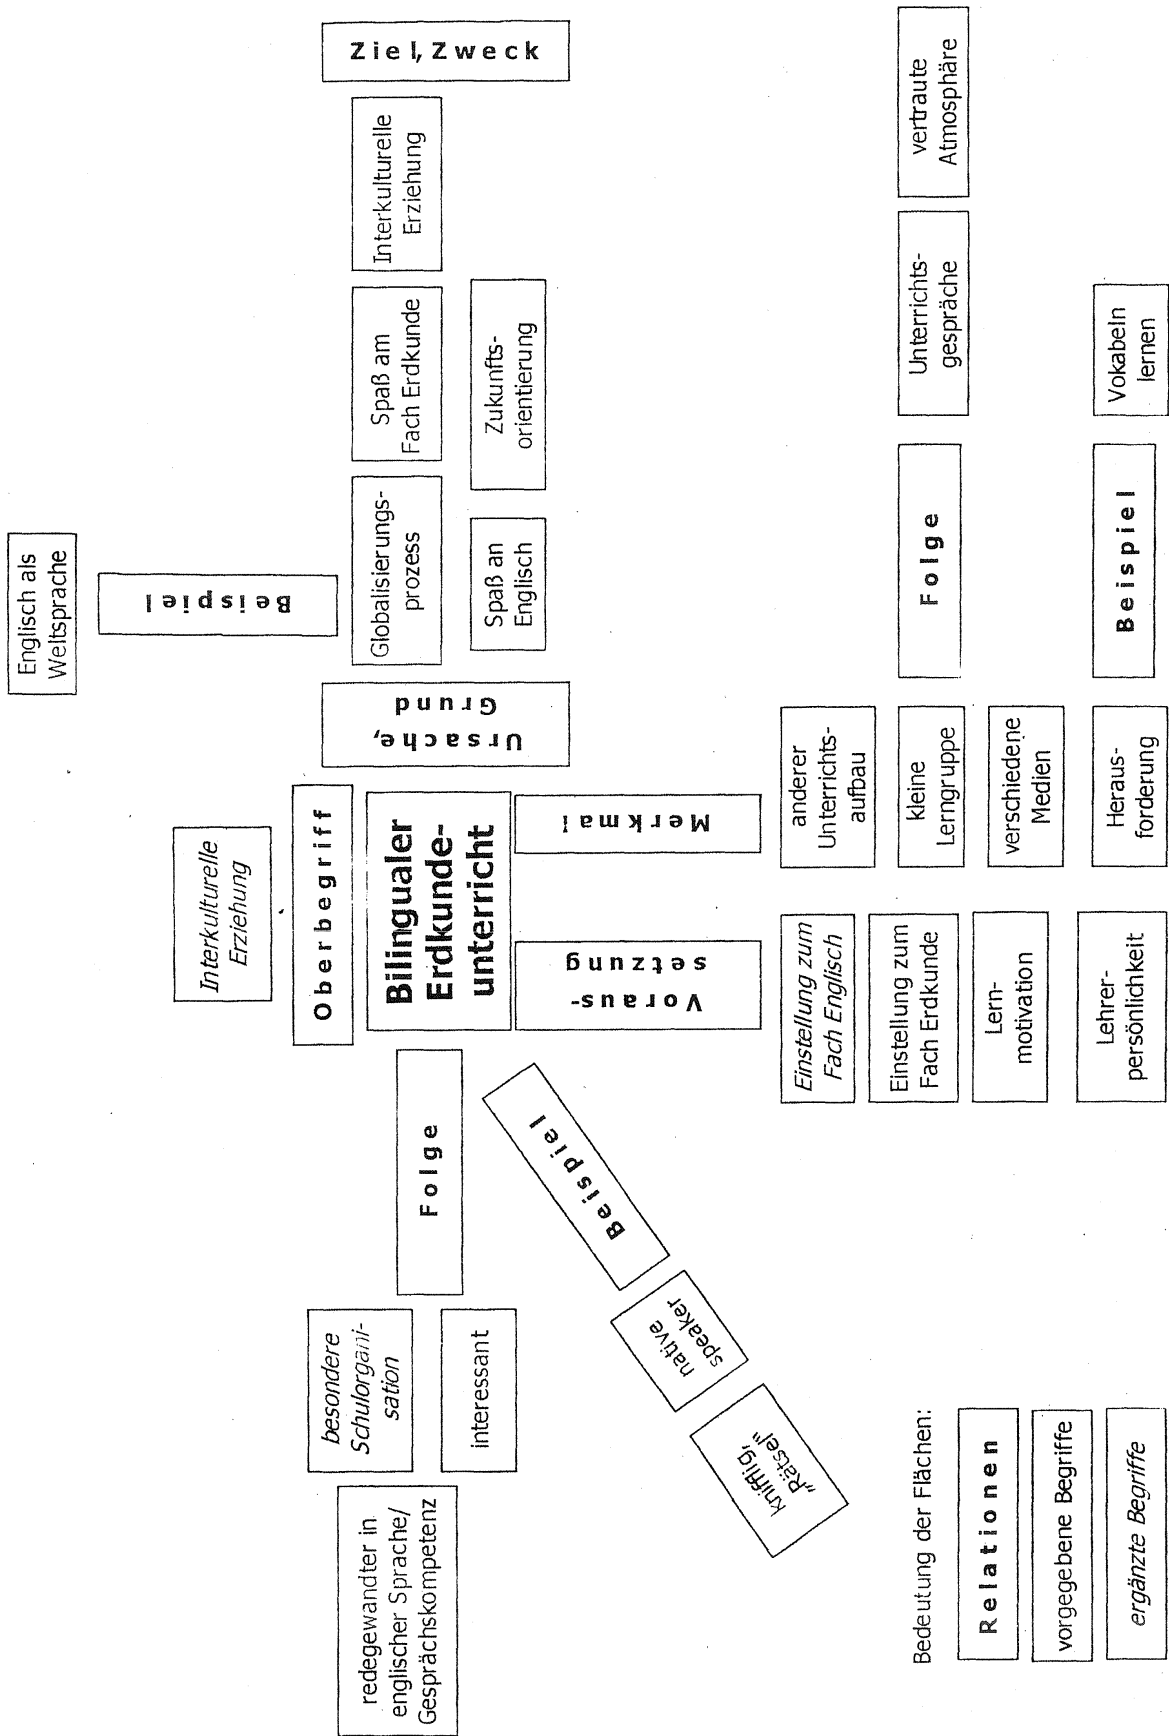 Englisch als
Weltsprache
Beispiel
Interkulturelle
Erziehung
Oberbegriff
Bilingualer
Erdkunde-
unterricht
Ursache,
Grund
Globalisierungs-
prozess
Spaß am
Fach Erdkunde
Interkulturelle
Erziehung
Ziel, Zweck
Spaß an
Englisch
Zukunfts-
orientierung
Folge
besondere
Schulorgani-
sation
interessant
redegewandter in
englischer Sprache/
Gesprächskompetenz
Beispiel
native
speaker
knifflig,
„Rätsel“
Voraus-
setzung
Einstellung zum
Fach Englisch
Einstellung zum
Fach Erdkunde
Lern-
motivation
Lehrer-
persönlichkeit
Merkmal
anderer
Unterrichts-
aufbau
kleine
Lerngruppe
Folge
Unterrichts-
gespräche
vertraute
Atmosphäre
verschiedene
Medien
Heraus-
forderung
Beispiel
Vokabeln
lernen
Bedeutung der Flächen:
Relationen
vorgegebene Begriffe
ergänzte Begriffe